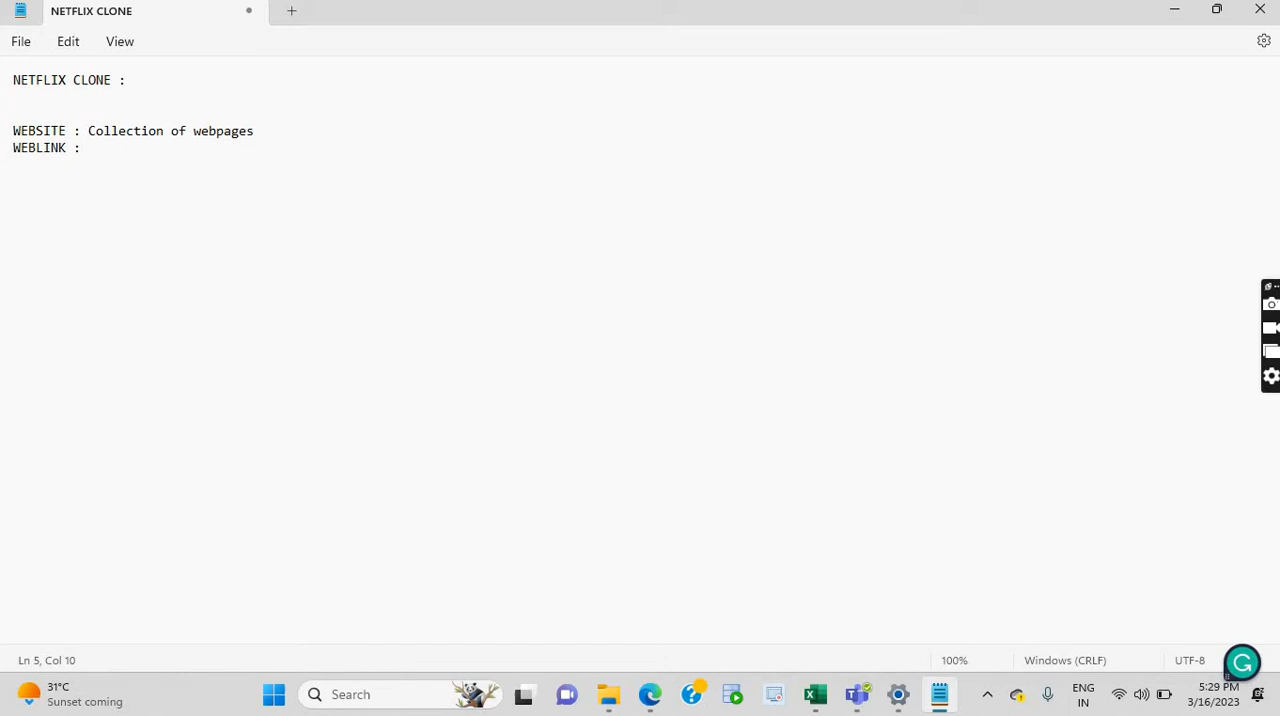 NETFLIX CLONE
File Edit View
NETFLIX CLONE :
WEBSITE : Collection of webpages
WEBLINK :
Ln 5, Col 10 100% Windows (CRLF) UTF-8
31°C
Sunset coming
Search
ENG
IN
5:29 PM
3/16/2023